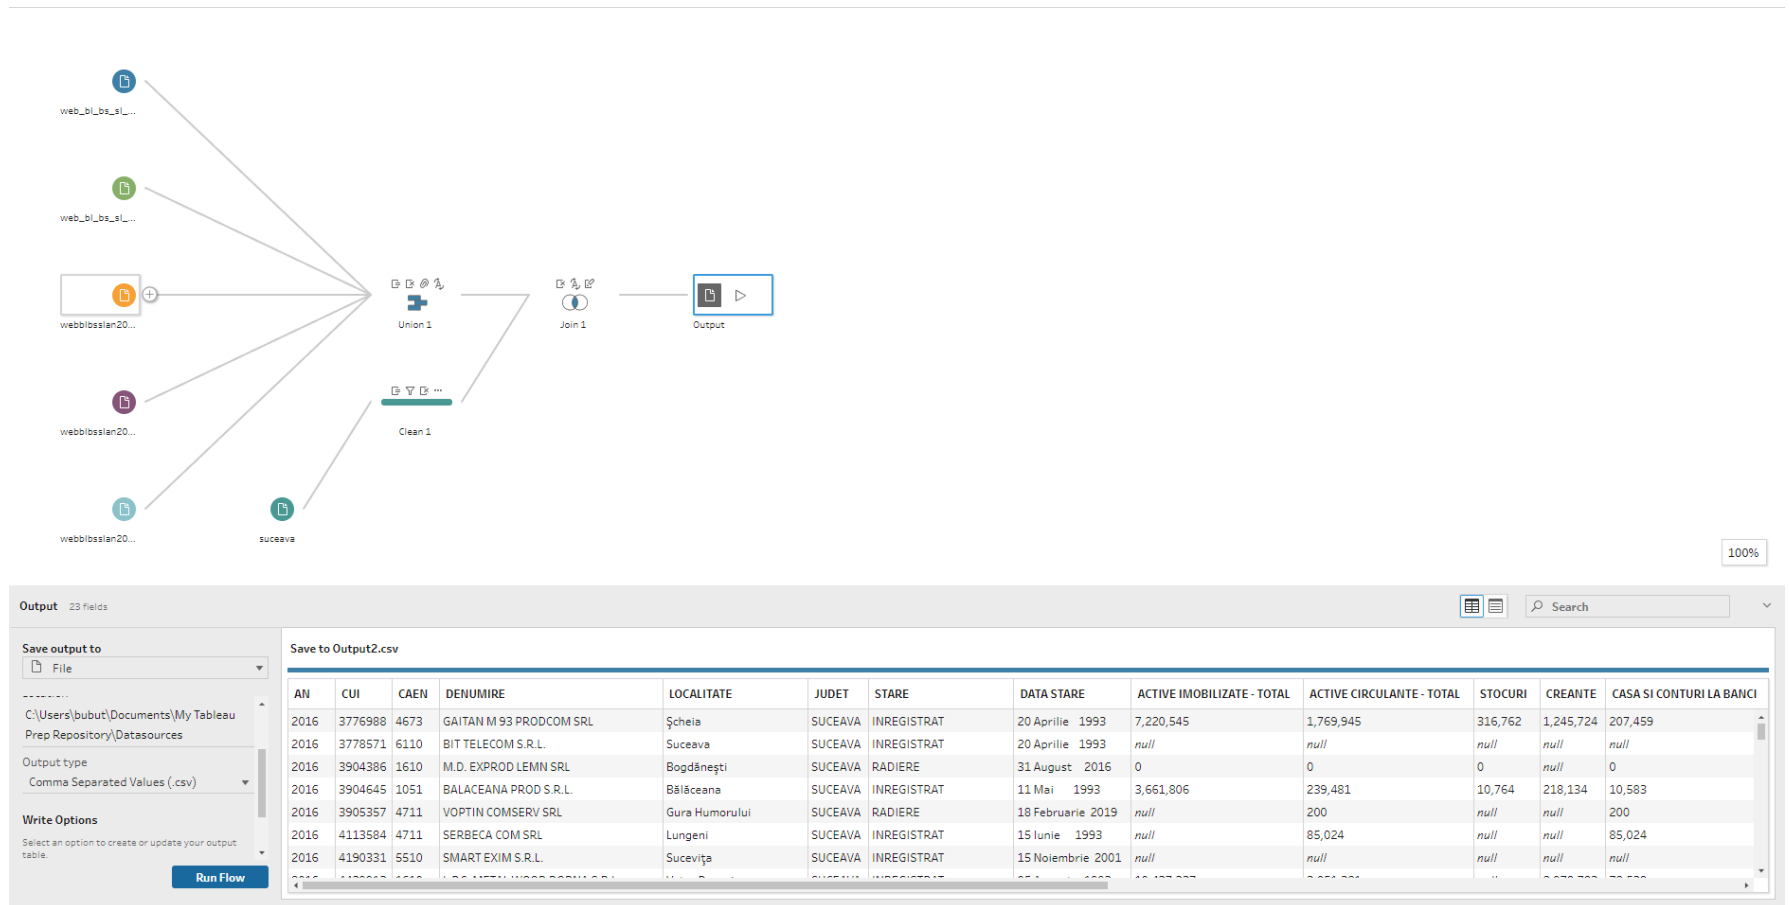 web_bl_bs_sl_...
web_bl_bs_sl_...
webblbsslan20...
Union 1
Join 1
Output
webblbsslan20...
Clean 1
webblbsslan20...
suceava
100%
Output 23 fields
Search
Save output to
File
C:\Users\bubut\Documents\My Tableau
Prep Repository\Datasources
Output type
Comma Separated Values (.csv)
Write Options
Select an option to create or update your output
table.
Run Flow
Save to Output2.csv
AN CUI CAEN DENUMIRE LOCALITATE JUDET STARE DATA STARE ACTIVE IMOBILIZATE - TOTAL ACTIVE CIRCULANTE - TOTAL STOCURI CREANTE CASA SI CONTURI LA BANCI
2016 3776988 4673 GAITAN M 93 PRODCOM SRL Şcheia SUCEAVA INREGISTRAT 20 Aprilie 1993 7,220,545 1,769,945 316,762 1,245,724 207,459
2016 3778571 6110 BIT TELECOM S.R.L. Suceava SUCEAVA INREGISTRAT 20 Aprilie 1993 null null null null null
2016 3904386 1610 M.D. EXPROD LEMN SRL Bogdăneşti SUCEAVA RADIERE 31 August 2016 0 0 0 null 0
2016 3904645 1051 BALACEANA PROD S.R.L. Bălăceana SUCEAVA INREGISTRAT 11 Mai 1993 3,661,806 239,481 10,764 218,134 10,583
2016 3905357 4711 VOPTIN COMSERV SRL Gura Humorului SUCEAVA RADIERE 18 Februarie 2019 null 200 null null 200
2016 4113584 4711 SERBECA COM SRL Lungeni SUCEAVA INREGISTRAT 15 Iunie 1993 null 85,024 null null 85,024
2016 4190331 5510 SMART EXIM S.R.L. Suceviţa SUCEAVA INREGISTRAT 15 Noiembrie 2001 null null null null null